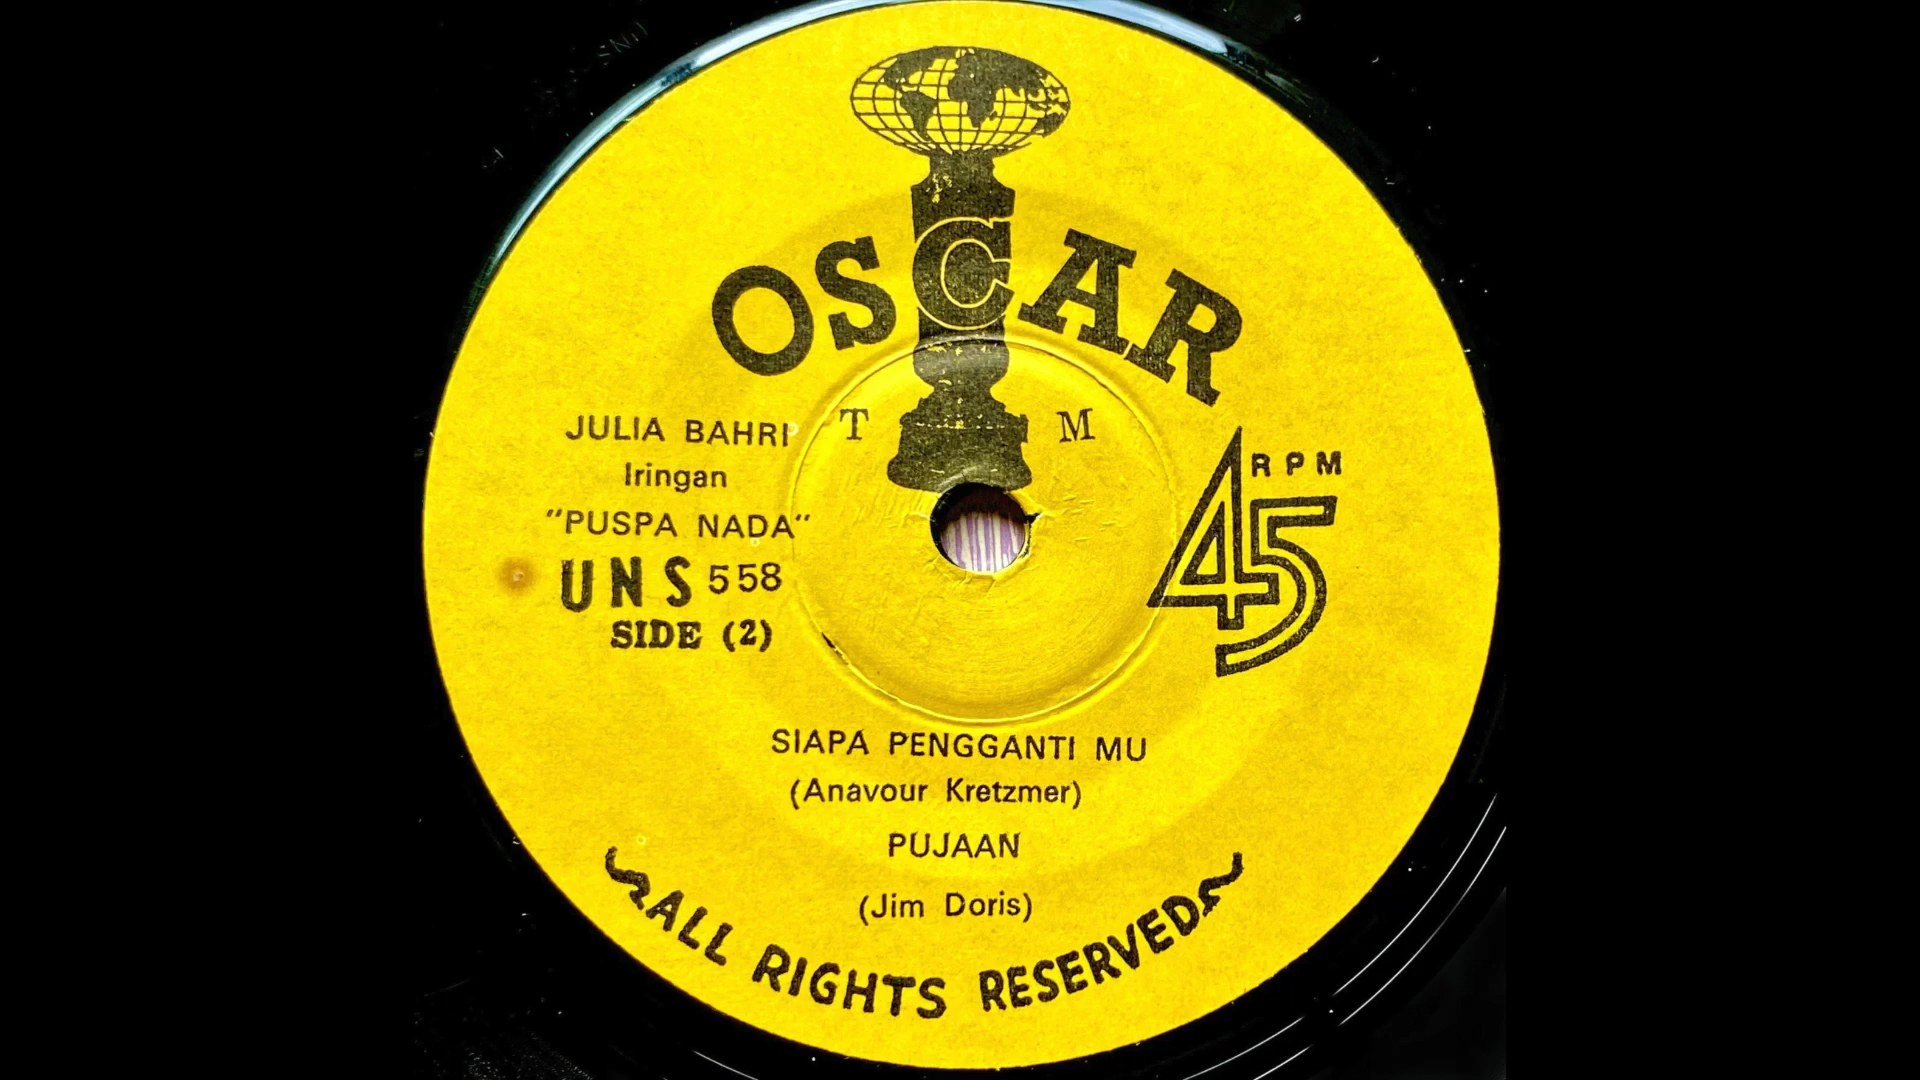 OSCAR
T M
JULIA BAHRI
Iringan
"PUSPA NADA"
UNS 558
SIDE (2)
45 RPM
SIAPA PENGGANTI MU
(Anavour Kretzmer)
PUJAAN
(Jim Doris)
ALL RIGHTS RESERVED